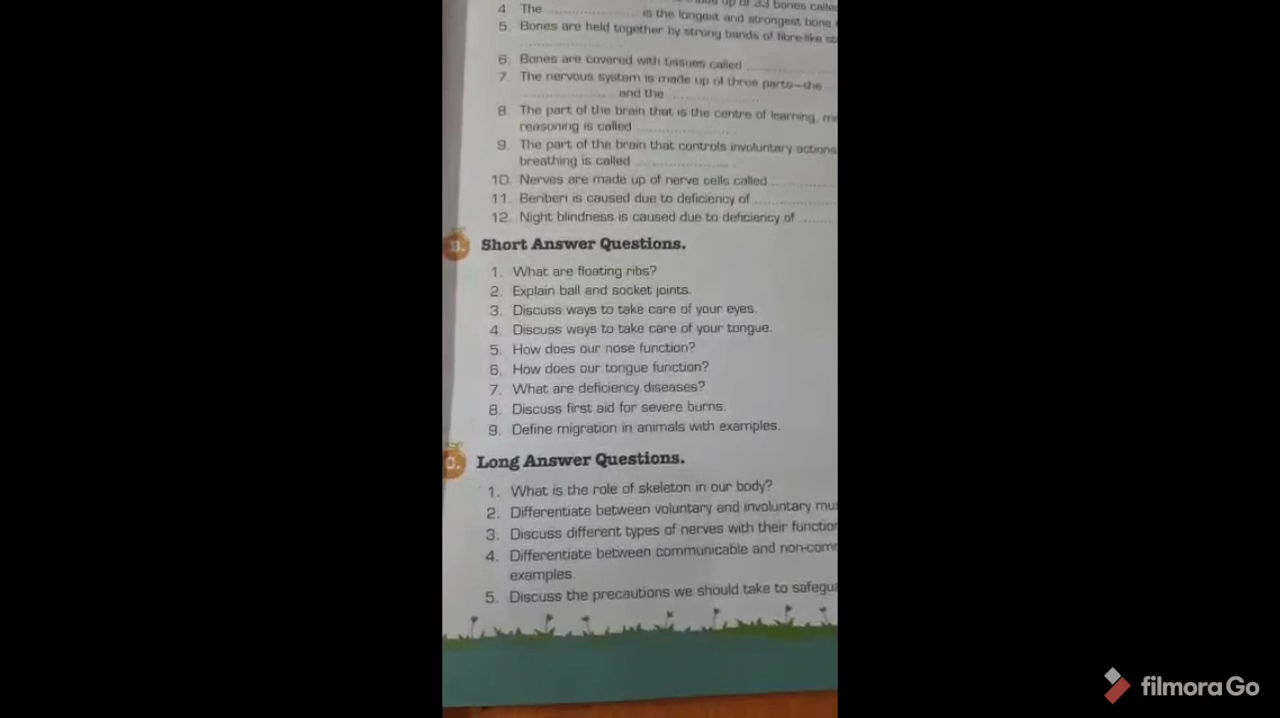 made up of 33 bones called
4. The .................... is the longest and strongest bone
5. Bones are held together by strong bands of fibre-like
....................
6. Bones are covered with tissues called ....................
7. The nervous system is made up of three parts—the
.................... and the ....................
8. The part of the brain that is the centre of learning,
reasoning is called ....................
9. The part of the brain that controls involuntary actions
breathing is called ....................
10. Nerves are made up of nerve cells called ....................
11. Beriberi is caused due to deficiency of ....................
12. Night blindness is caused due to deficiency of ........
B. Short Answer Questions.
1. What are floating ribs?
2. Explain ball and socket joints.
3. Discuss ways to take care of your eyes.
4. Discuss ways to take care of your tongue.
5. How does our nose function?
6. How does our tongue function?
7. What are deficiency diseases?
8. Discuss first aid for severe burns.
9. Define migration in animals with examples.
C. Long Answer Questions.
1. What is the role of skeleton in our body?
2. Differentiate between voluntary and involuntary mu
3. Discuss different types of nerves with their function
4. Differentiate between communicable and non-com
examples.
5. Discuss the precautions we should take to safegua
filmora Go